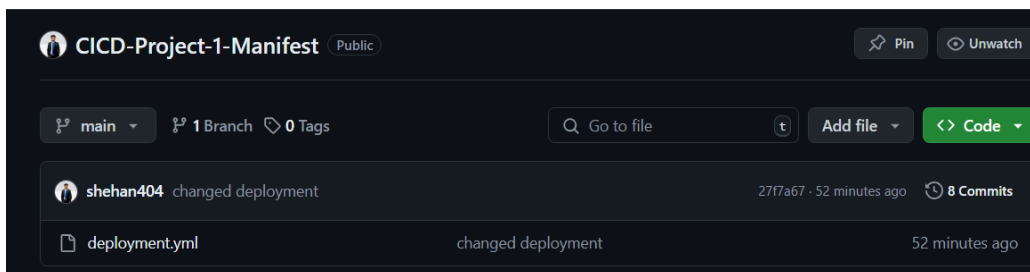 CICD-Project-1-Manifest Public Pin Unwatch
main 1 Branch 0 Tags Go to file t Add file <> Code
shehan404 changed deployment 27f7a67 · 52 minutes ago 8 Commits
deployment.yml changed deployment 52 minutes ago